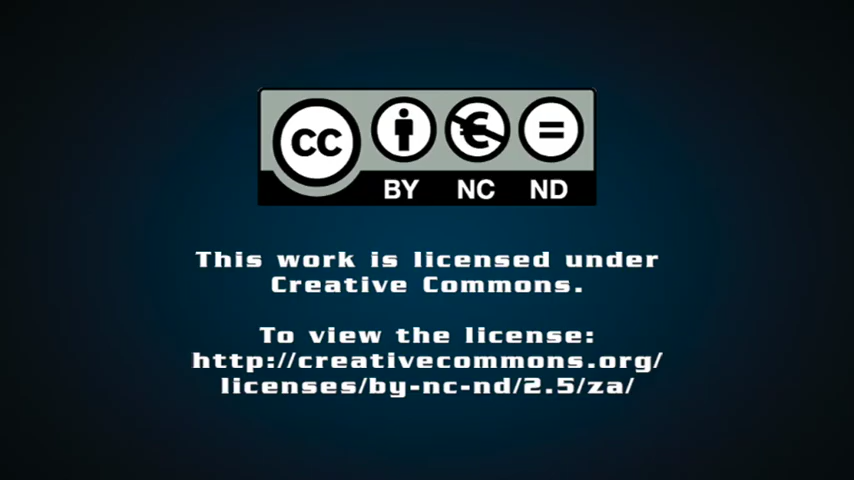 CC
BY NC ND
This work is licensed under
Creative Commons.
To view the license:
http://creativecommons.org/
licenses/by-nc-nd/2.5/za/